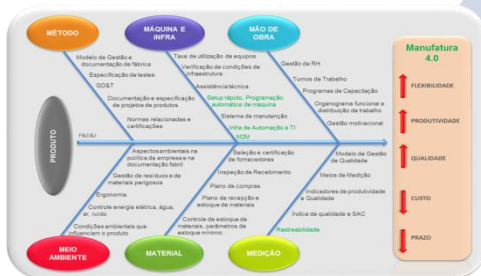 MÉTODO
MÁQUINA E
INFRA
MÃO DE
OBRA
Manufatura
4.0
Modelo de Gestão e
documentação de fábrica
Especificação de testes
GD&T
Documentação e especificação
de projetos de produtos
Normas relacionadas e
certificações
P&D&I
Taxa de utilização de equipos
Verificação de condições de
infraestrutura
Assistência técnica
Setup rápido, Programação
automática de máquina
Sistema de manutenção
Infra de Automação e TI
M2M
Gestão de RH
Turnos de Trabalho
Programas de Capacitação
Organograma funcional e
distribuição de trabalho
Gestão motivacional
FLEXIBILIDADE
PRODUTIVIDADE
QUALIDADE
CUSTO
PRAZO
PRODUTO
Aspectos ambientais na
política da empresa e na
documentação fabril
Gestão de resíduos e de
materiais perigosos
Ergonomia
Controle energia elétrica, água,
ar, ruído
Condições ambientais que
influenciam o produto
Seleção e certificação
de fornecedores
Inspeção de Recebimento
Plano de compras
Plano de recepção e
estoque de materiais
Controle de estoque de
materiais, parâmetros de
estoque mínimo
Modelo de Gestão
de Qualidade
Meios de Medição
Indicadores de produtividade
e Qualidade
Índice de qualidade e SAC
Rastreabilidade
MEIO
AMBIENTE
MATERIAL
MEDIÇÃO